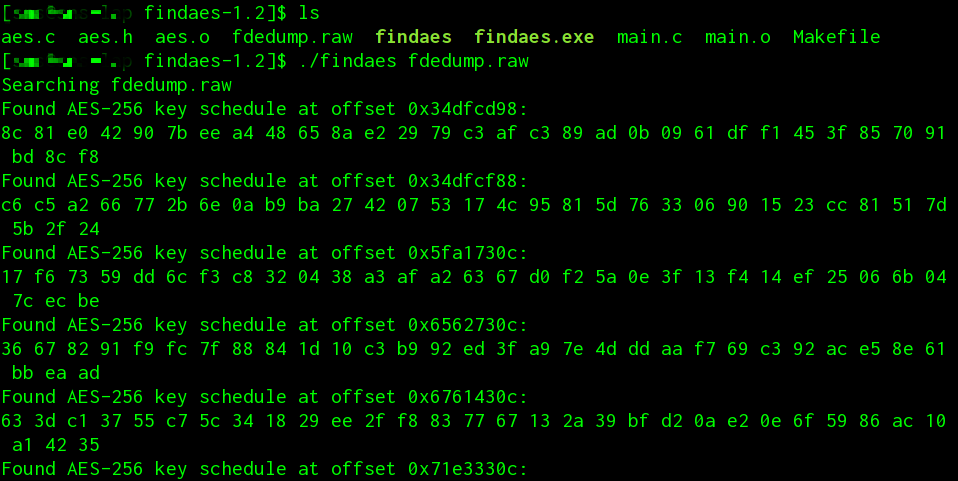 [ findaes-1.2]$ ls
aes.c  aes.h  aes.o  fdedump.raw  findaes  findaes.exe  main.c  main.o  Makefile
[ findaes-1.2]$ ./findaes fdedump.raw
Searching fdedump.raw
Found AES-256 key schedule at offset 0x34dfcd98:
8c 81 e0 42 90 7b ee a4 48 65 8a e2 29 79 c3 af c3 89 ad 0b 09 61 df f1 45 3f 85 70 91
bd 8c f8
Found AES-256 key schedule at offset 0x34dfcf88:
c6 c5 a2 66 77 2b 6e 0a b9 ba 27 42 07 53 17 4c 95 81 5d 76 33 06 90 15 23 cc 81 51 7d
5b 2f 24
Found AES-256 key schedule at offset 0x5fa1730c:
17 f6 73 59 dd 6c f3 c8 32 04 38 a3 af a2 63 67 d0 f2 5a 0e 3f 13 f4 14 ef 25 06 6b 04
7c ec be
Found AES-256 key schedule at offset 0x6562730c:
36 67 82 91 f9 fc 7f 88 84 1d 10 c3 b9 92 ed 3f a9 7e 4d dd aa f7 69 c3 92 ac e5 8e 61
bb ea ad
Found AES-256 key schedule at offset 0x6761430c:
63 3d c1 37 55 c7 5c 34 18 29 ee 2f f8 83 77 67 13 2a 39 bf d2 0a e2 0e 6f 59 86 ac 10
a1 42 35
Found AES-256 key schedule at offset 0x71e3330c: